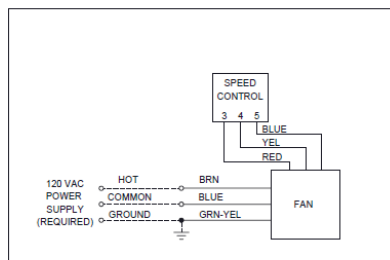 SPEED
CONTROL
3 4 5
BLUE
YEL
RED
120 VAC
POWER
SUPPLY
(REQUIRED)
HOT
BRN
COMMON
BLUE
GROUND
GRN-YEL
FAN